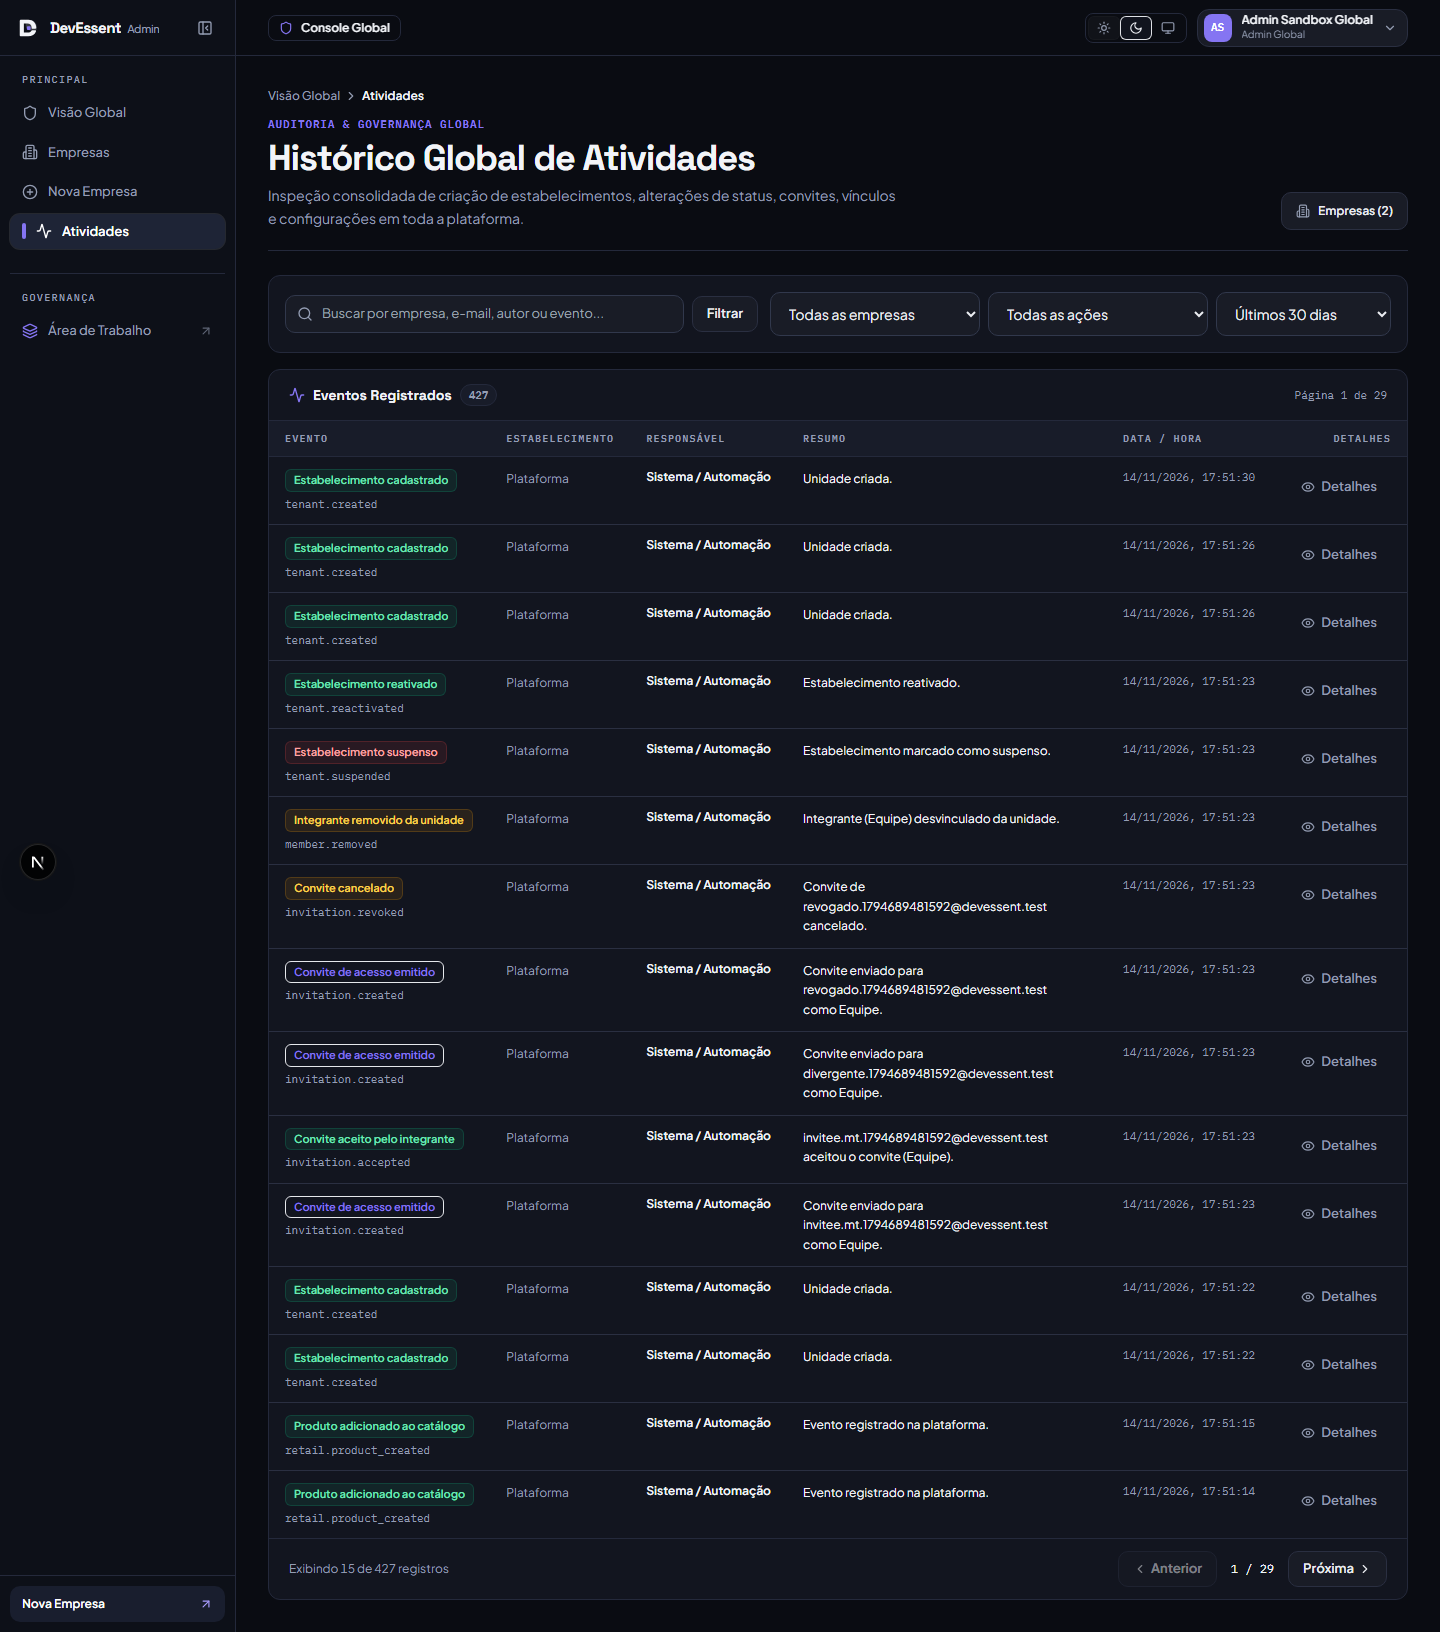 DevEssent Admin
Console Global
AS
Admin Sandbox Global
Admin Global
PRINCIPAL
Visão Global
Empresas
Nova Empresa
Atividades
GOVERNANÇA
Área de Trabalho
Nova Empresa
Visão Global > Atividades
AUDITORIA & GOVERNANÇA GLOBAL
Histórico Global de Atividades
Inspeção consolidada de criação de estabelecimentos, alterações de status, convites, vínculos
e configurações em toda a plataforma.
Empresas (2)
Buscar por empresa, e-mail, autor ou evento...
Filtrar
Todas as empresas
Todas as ações
Últimos 30 dias
Eventos Registrados 427
Página 1 de 29
EVENTO ESTABELECIMENTO RESPONSÁVEL RESUMO DATA / HORA DETALHES
Estabelecimento cadastrado Plataforma Sistema / Automação Unidade criada. 14/11/2026, 17:51:30 Detalhes
tenant.created
Estabelecimento cadastrado Plataforma Sistema / Automação Unidade criada. 14/11/2026, 17:51:26 Detalhes
tenant.created
Estabelecimento cadastrado Plataforma Sistema / Automação Unidade criada. 14/11/2026, 17:51:26 Detalhes
tenant.created
Estabelecimento reativado Plataforma Sistema / Automação Estabelecimento reativado. 14/11/2026, 17:51:23 Detalhes
tenant.reactivated
Estabelecimento suspenso Plataforma Sistema / Automação Estabelecimento marcado como suspenso. 14/11/2026, 17:51:23 Detalhes
tenant.suspended
Integrante removido da unidade Plataforma Sistema / Automação Integrante (Equipe) desvinculado da unidade. 14/11/2026, 17:51:23 Detalhes
member.removed
Convite cancelado Plataforma Sistema / Automação Convite de 14/11/2026, 17:51:23 Detalhes
invitation.revoked revogado.1794689481592@devessent.test
cancelado.
Convite de acesso emitido Plataforma Sistema / Automação Convite enviado para 14/11/2026, 17:51:23 Detalhes
invitation.created revogado.1794689481592@devessent.test
como Equipe.
Convite de acesso emitido Plataforma Sistema / Automação Convite enviado para 14/11/2026, 17:51:23 Detalhes
invitation.created divergente.1794689481592@devessent.test
como Equipe.
Convite aceito pelo integrante Plataforma Sistema / Automação invitee.mt.1794689481592@devessent.test 14/11/2026, 17:51:23 Detalhes
invitation.accepted aceitou o convite (Equipe).
Convite de acesso emitido Plataforma Sistema / Automação Convite enviado para 14/11/2026, 17:51:23 Detalhes
invitation.created invitee.mt.1794689481592@devessent.test
como Equipe.
Estabelecimento cadastrado Plataforma Sistema / Automação Unidade criada. 14/11/2026, 17:51:22 Detalhes
tenant.created
Estabelecimento cadastrado Plataforma Sistema / Automação Unidade criada. 14/11/2026, 17:51:22 Detalhes
tenant.created
Produto adicionado ao catálogo Plataforma Sistema / Automação Evento registrado na plataforma. 14/11/2026, 17:51:15 Detalhes
retail.product_created
Produto adicionado ao catálogo Plataforma Sistema / Automação Evento registrado na plataforma. 14/11/2026, 17:51:14 Detalhes
retail.product_created
Exibindo 15 de 427 registros
Anterior
1 / 29
Próxima